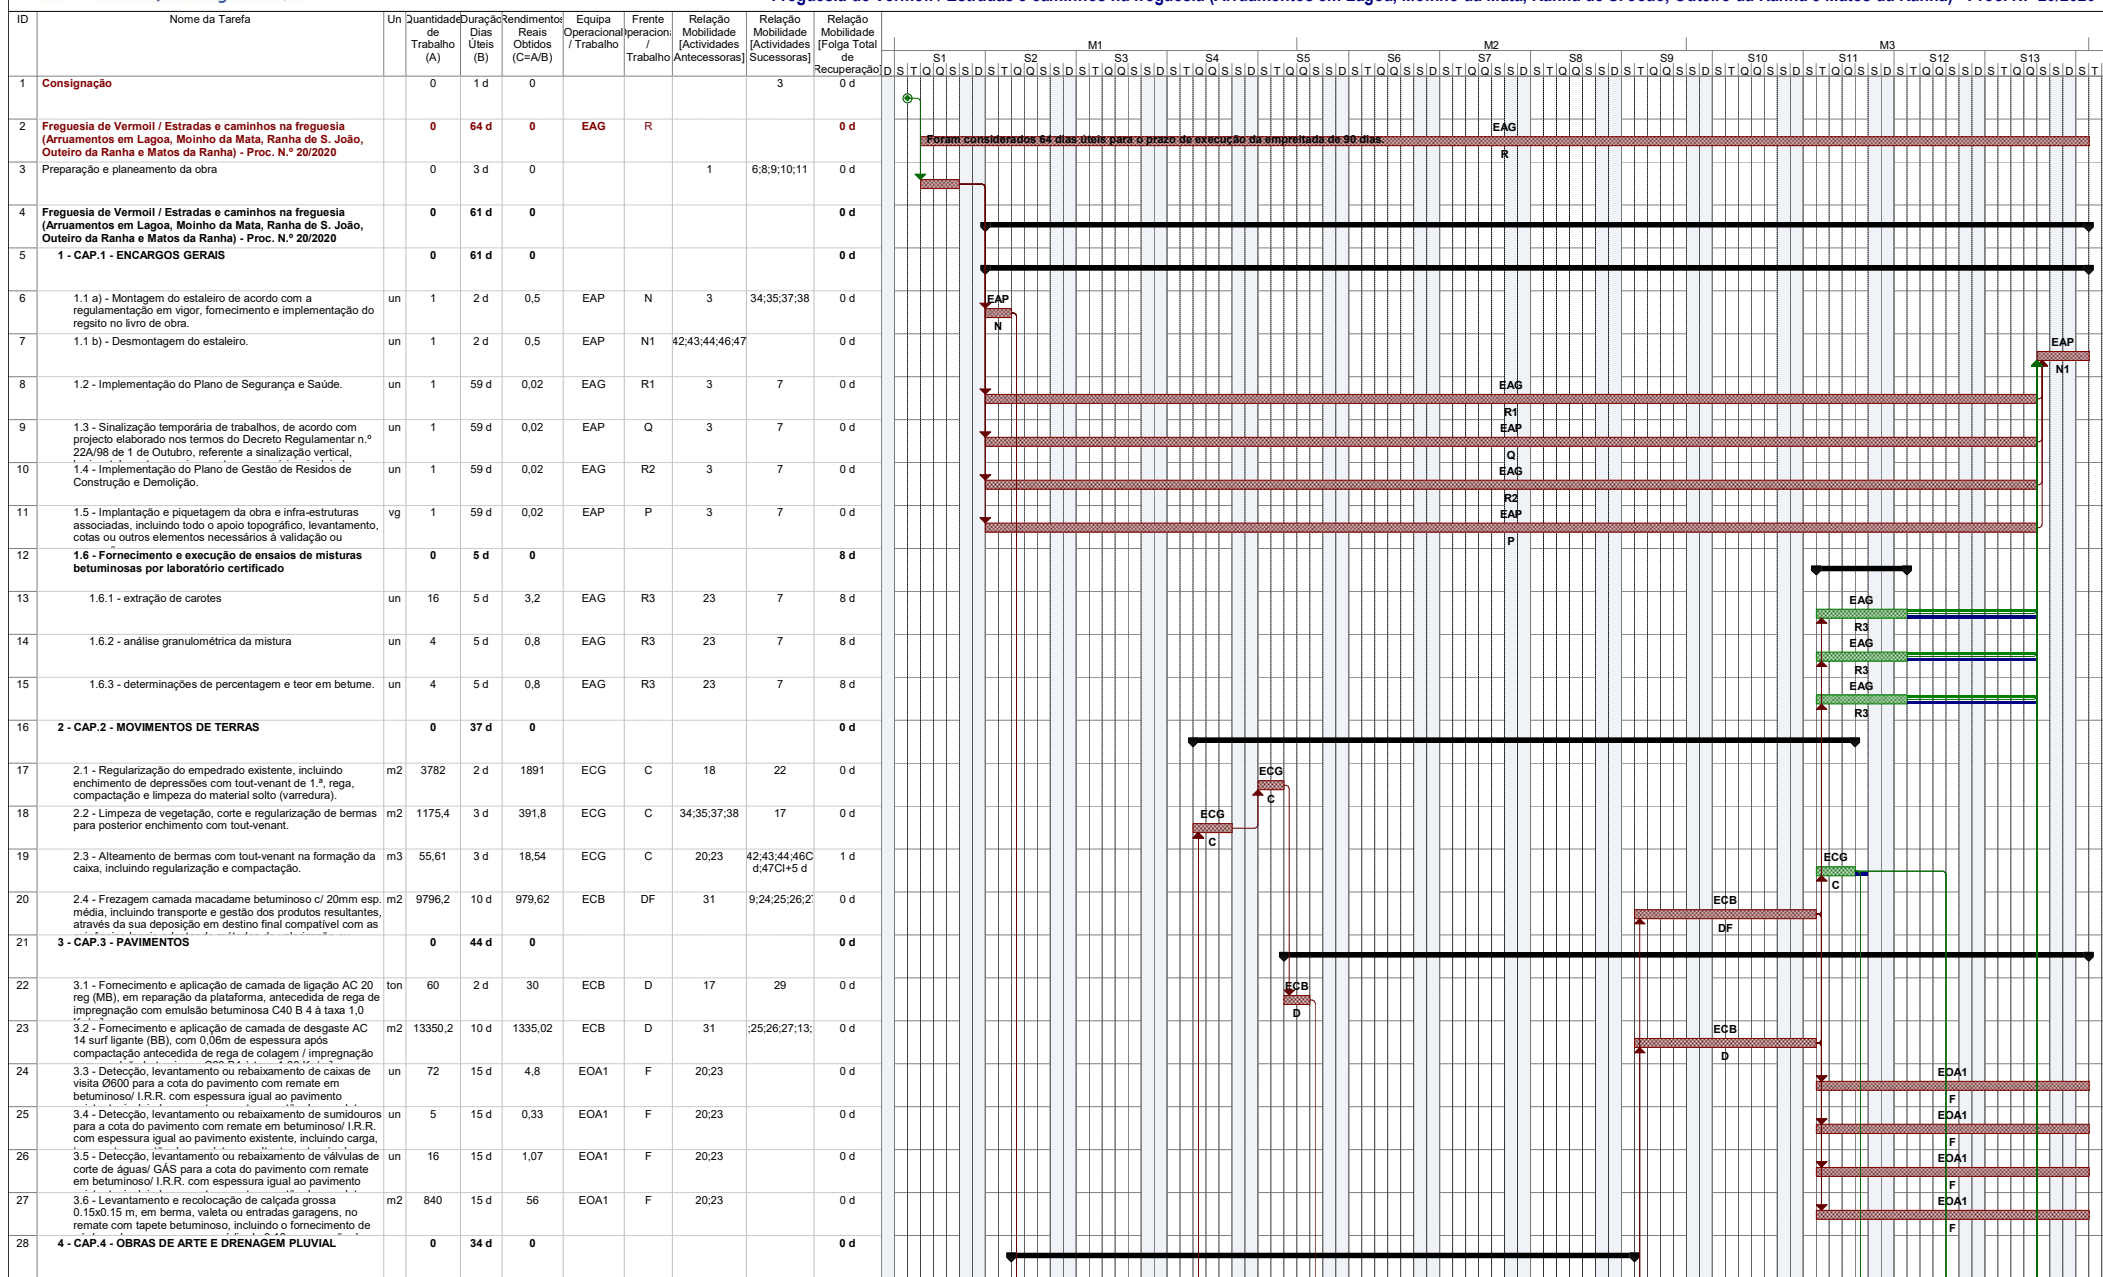 ID Nome da Tarefa Un Quantidade de Trabalho (A) Duração Dias Úteis (B) Rendimentos Reais Obtidos (C=A/B) Equipa Operacional / Trabalho Frente Operacional / Trabalho Relação Mobilidade [Actividades Antecessoras] Relação Mobilidade [Actividades Sucessoras] Relação Mobilidade [Folga Total de Recuperação]
M1 M2 M3
S1 S2 S3 S4 S5 S6 S7 S8 S9 S10 S11 S12 S13
1 Consignação 0 1 d 0 3 0 d
2 Freguesia de Vermoil / Estradas e caminhos na freguesia 0 64 d 0 EAG R 0 d
(Arruamentos em Lagoa, Moinho da Mata, Ranha de S. João,
Outeiro da Ranha e Matos da Ranha) - Proc. N.º 20/2020
EAG
Foram considerados 64 dias úteis para o prazo de execução da empreitada de 90 dias.
R
3 Preparação e planeamento da obra 0 3 d 0 1 6;8;9;10;11 0 d
4 Freguesia de Vermoil / Estradas e caminhos na freguesia 0 61 d 0 0 d
(Arruamentos em Lagoa, Moinho da Mata, Ranha de S. João,
Outeiro da Ranha e Matos da Ranha) - Proc. N.º 20/2020
5 1 - CAP.1 - ENCARGOS GERAIS 0 61 d 0 0 d
6 1.1 a) - Montagem do estaleiro de acordo com a un 1 2 d 0,5 EAP N 3 34;35;37;38 0 d
regulamentação em vigor, fornecimento e implementação do
regsito no livro de obra.
EAP
N
7 1.1 b) - Desmontagem do estaleiro. un 1 2 d 0,5 EAP N1 42;43;44;46;47 0 d
EAP
N1
8 1.2 - Implementação do Plano de Segurança e Saúde. un 1 59 d 0,02 EAG R1 3 7 0 d
EAG
R1
9 1.3 - Sinalização temporária de trabalhos, de acordo com un 1 59 d 0,02 EAP Q 3 7 0 d
projecto elaborado nos termos do Decreto Regulamentar n.º
22A/98 de 1 de Outubro, referente a sinalização vertical,
EAP
Q
10 1.4 - Implementação do Plano de Gestão de Residos de un 1 59 d 0,02 EAG R2 3 7 0 d
Construção e Demolição.
EAG
R2
11 1.5 - Implantação e piquetagem da obra e infra-estruturas vg 1 59 d 0,02 EAP P 3 7 0 d
associadas, incluindo todo o apoio topográfico, levantamento,
cotas ou outros elementos necessários à validação ou
EAP
P
12 1.6 - Fornecimento e execução de ensaios de misturas 0 5 d 0 8 d
betuminosas por laboratório certificado
13 1.6.1 - extração de carotes un 16 5 d 3,2 EAG R3 23 7 8 d
EAG
R3
14 1.6.2 - análise granulométrica da mistura un 4 5 d 0,8 EAG R3 23 7 8 d
EAG
R3
15 1.6.3 - determinações de percentagem e teor em betume. un 4 5 d 0,8 EAG R3 23 7 8 d
EAG
R3
16 2 - CAP.2 - MOVIMENTOS DE TERRAS 0 37 d 0 0 d
17 2.1 - Regularização do empedrado existente, incluindo m2 3782 2 d 1891 ECG C 18 22 0 d
enchimento de depressões com tout-venant de 1.ª, rega,
compactação e limpeza do material solto (varredura).
ECG
C
18 2.2 - Limpeza de vegetação, corte e regularização de bermas m2 1175,4 3 d 391,8 ECG C 34;35;37;38 17 0 d
para posterior enchimento com tout-venant.
ECG
C
19 2.3 - Alteamento de bermas com tout-venant na formação da m3 55,61 3 d 18,54 ECG C 20;23 42;43;44;46C 1 d
caixa, incluindo regularização e compactação. d;47CI+5 d
ECG
C
20 2.4 - Frezagem camada macadame betuminoso c/ 20mm esp. m2 9796,2 10 d 979,62 ECB DF 31 9;24;25;26;2 0 d
média, incluindo transporte e gestão dos produtos resultantes,
através da sua deposição em destino final compatível com as
ECB
DF
21 3 - CAP.3 - PAVIMENTOS 0 44 d 0 0 d
22 3.1 - Fornecimento e aplicação de camada de ligação AC 20 ton 60 2 d 30 ECB D 17 29 0 d
reg (MB), em reparação da plataforma, antecedida de rega de
impregnação com emulsão betuminosa C40 B 4 à taxa 1,0
ECB
D
23 3.2 - Fornecimento e aplicação de camada de desgaste AC m2 13350,2 10 d 1335,02 ECB D 31 ;25;26;27;13; 0 d
14 surf ligante (BB), com 0,06m de espessura após
compactação antecedida de rega de colagem / impregnação
ECB
D
24 3.3 - Detecção, levantamento ou rebaixamento de caixas de un 72 15 d 4,8 EOA1 F 20;23 0 d
visita Ø600 para a cota do pavimento com remate em
betuminoso/ I.R.R. com espessura igual ao pavimento
EOA1
F
25 3.4 - Detecção, levantamento ou rebaixamento de sumidouros un 5 15 d 0,33 EOA1 F 20;23 0 d
para a cota do pavimento com remate em betuminoso/ I.R.R.
com espessura igual ao pavimento existente, incluindo carga,
EOA1
F
26 3.5 - Detecção, levantamento ou rebaixamento de válvulas de un 16 15 d 1,07 EOA1 F 20;23 0 d
corte de águas/ GÁS para a cota do pavimento com remate
em betuminoso/ I.R.R. com espessura igual ao pavimento
EOA1
F
27 3.6 - Levantamento e recolocação de calçada grossa m2 840 15 d 56 EOA1 F 20;23 0 d
0.15x0.15 m, em berma, valeta ou entradas garagens, no
remate com tapete betuminoso, incluindo o fornecimento de
EOA1
F
28 4 - CAP.4 - OBRAS DE ARTE E DRENAGEM PLUVIAL 0 34 d 0 0 d